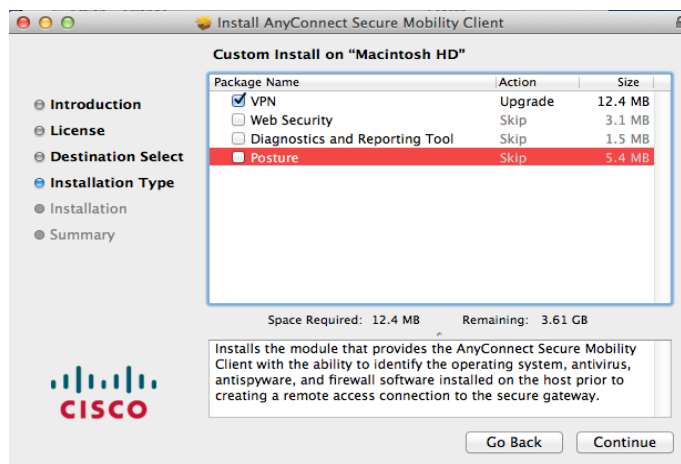 Install AnyConnect Secure Mobility Client
Custom Install on “Macintosh HD”
Introduction
License
Destination Select
Installation Type
Installation
Summary
Package Name Action Size
VPN Upgrade 12.4 MB
Web Security Skip 3.1 MB
Diagnostics and Reporting Tool Skip 1.5 MB
Posture Skip 5.4 MB
Space Required: 12.4 MB Remaining: 3.61 GB
Installs the module that provides the AnyConnect Secure Mobility
Client with the ability to identify the operating system, antivirus,
antispyware, and firewall software installed on the host prior to
creating a remote access connection to the secure gateway.
CISCO
Go Back Continue